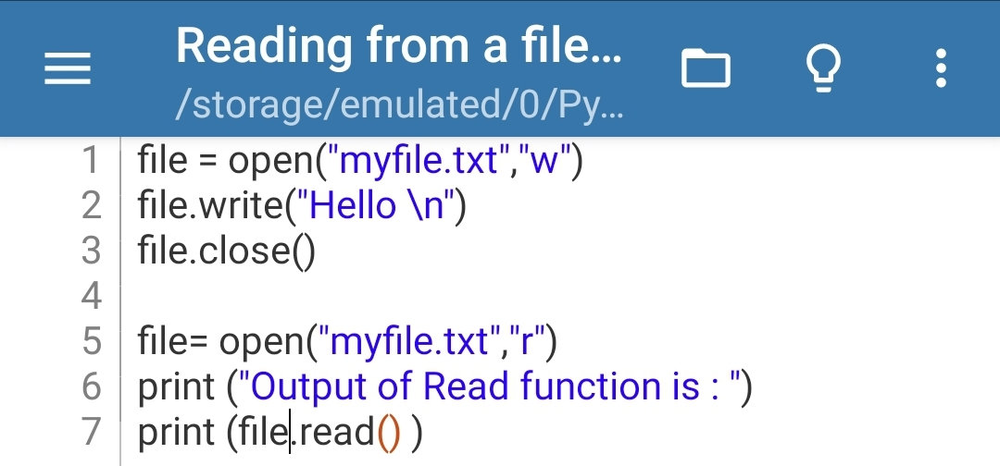 Reading from a file...
/storage/emulated/0/Py...
1 file = open("myfile.txt","w")
2 file.write("Hello \n")
3 file.close()
4
5 file= open("myfile.txt","r")
6 print ("Output of Read function is : ")
7 print (file.read() )